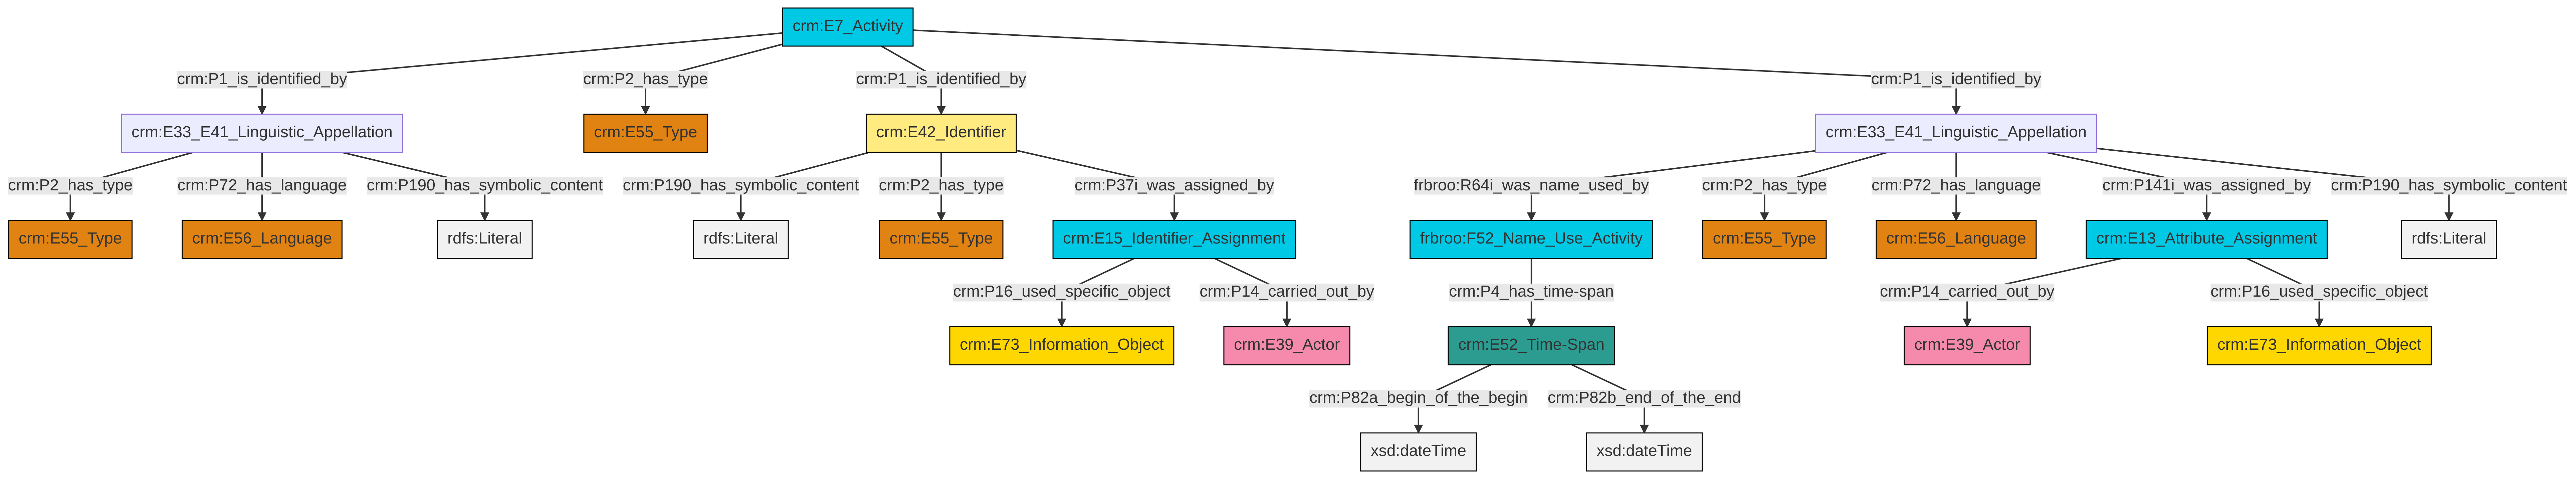 crm:E7_Activity
crm:P1_is_identified_by
crm:P2_has_type
crm:P1_is_identified_by
crm:P1_is_identified_by
crm:E33_E41_Linguistic_Appellation
crm:E55_Type
crm:E42_Identifier
crm:E33_E41_Linguistic_Appellation
crm:P2_has_type
crm:P72_has_language
crm:P190_has_symbolic_content
crm:P190_has_symbolic_content
crm:P2_has_type
crm:P37i_was_assigned_by
frbroo:R64i_was_name_used_by
crm:P2_has_type
crm:P72_has_language
crm:P141i_was_assigned_by
crm:P190_has_symbolic_content
crm:E55_Type
crm:E56_Language
rdfs:Literal
rdfs:Literal
crm:E55_Type
crm:E15_Identifier_Assignment
frbroo:F52_Name_Use_Activity
crm:E55_Type
crm:E56_Language
crm:E13_Attribute_Assignment
rdfs:Literal
crm:P16_used_specific_object
crm:P14_carried_out_by
crm:P4_has_time-span
crm:P14_carried_out_by
crm:P16_used_specific_object
crm:E73_Information_Object
crm:E39_Actor
crm:E52_Time-Span
crm:E39_Actor
crm:E73_Information_Object
crm:P82a_begin_of_the_begin
crm:P82b_end_of_the_end
xsd:dateTime
xsd:dateTime